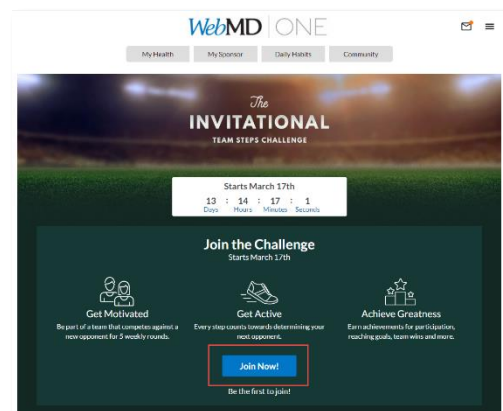 WebMD ONE
My Health My Sponsor Daily Habits Community
The
INVITATIONAL
TEAM STEPS CHALLENGE
Starts March 17th
13 : 14 : 17 : 1
Days Hours Minutes Seconds
Join the Challenge
Starts March 17th
Get Motivated
Be part of a team that competes against a
new opponent for 5 weekly rounds.
Get Active
Every step counts towards determining your
next opponent.
Achieve Greatness
Earn achievements for participation,
reaching goals, team wins and more.
Join Now!
Be the first to join!